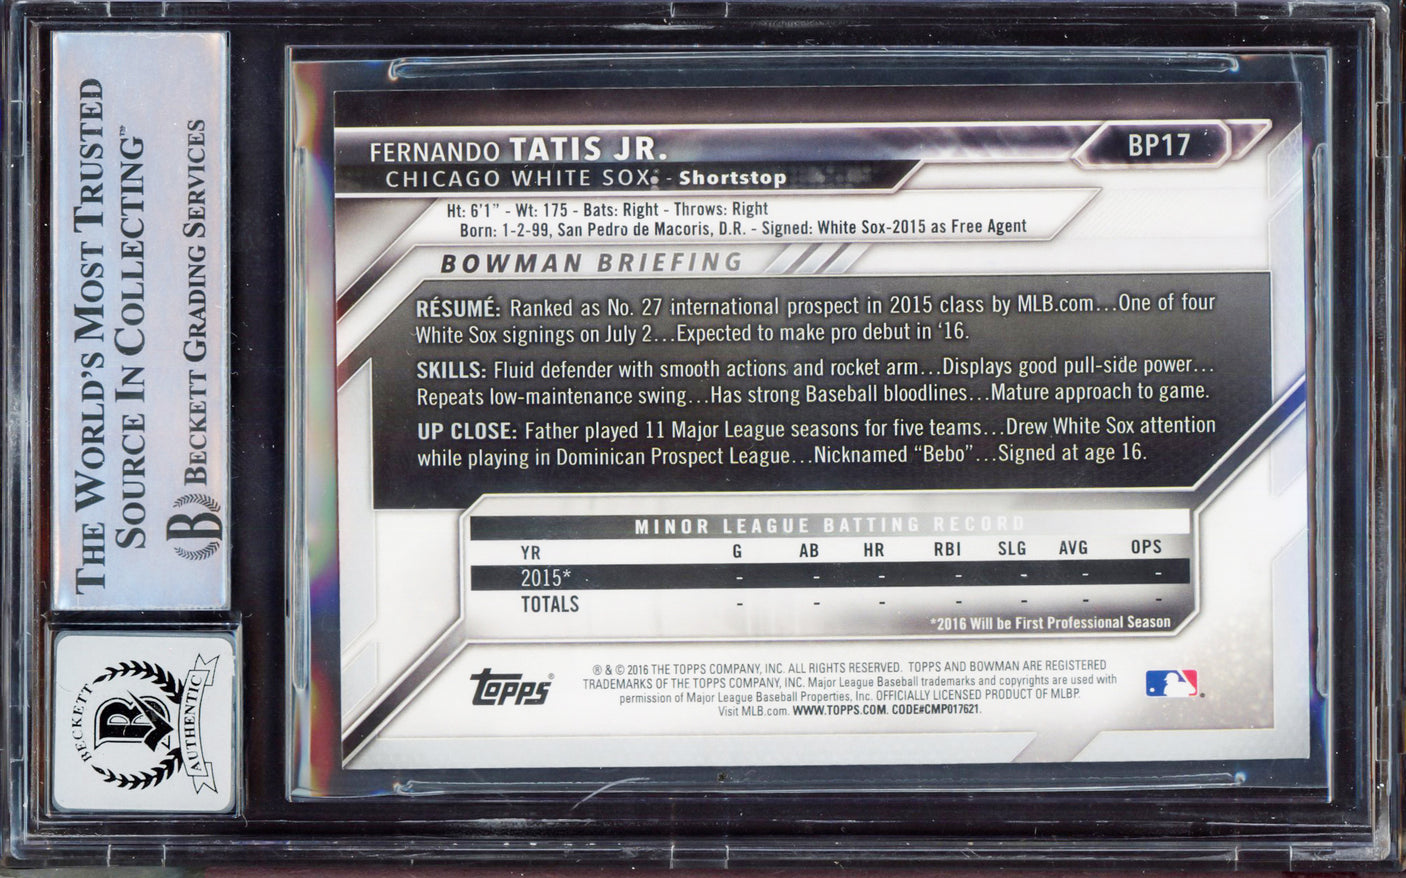 THE WORLD'S MOST TRUSTED
SOURCE IN COLLECTING™
BECKETT GRADING SERVICES
B
BECKETT
B
AUTHENTIC
FERNANDO TATIS JR.
BP17
CHICAGO WHITE SOX - Shortstop
Ht: 6'1" - Wt: 175 - Bats: Right - Throws: Right
Born: 1-2-99, San Pedro de Macoris, D.R. - Signed: White Sox-2015 as Free Agent
BOWMAN BRIEFING
RÉSUMÉ: Ranked as No. 27 international prospect in 2015 class by MLB.com...One of four
White Sox signings on July 2...Expected to make pro debut in '16.
SKILLS: Fluid defender with smooth actions and rocket arm...Displays good pull-side power...
Repeats low-maintenance swing...Has strong Baseball bloodlines...Mature approach to game.
UP CLOSE: Father played 11 Major League seasons for five teams...Drew White Sox attention
while playing in Dominican Prospect League...Nicknamed "Bebo"...Signed at age 16.
MINOR LEAGUE BATTING RECORD
YR G AB HR RBI SLG AVG OPS
2015* - - - - - - -
TOTALS - - - - - - -
*2016 Will be First Professional Season
Topps®
® & © 2016 THE TOPPS COMPANY, INC. ALL RIGHTS RESERVED. TOPPS AND BOWMAN ARE REGISTERED
TRADEMARKS OF THE TOPPS COMPANY, INC. Major League Baseball trademarks and copyrights are used with
permission of Major League Baseball Properties, Inc. OFFICIALLY LICENSED PRODUCT OF MLBP.
Visit MLB.com. WWW.TOPPS.COM. CODE#CMP017621.